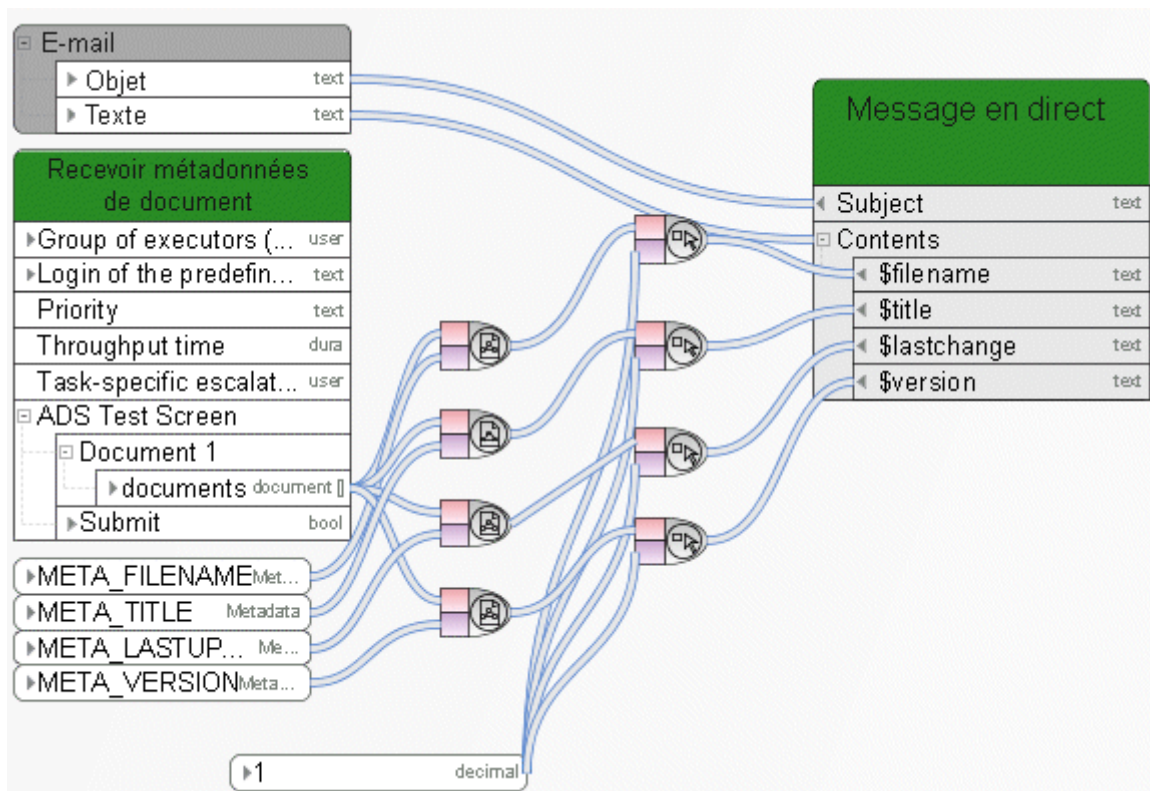 E-mail
Objet text
Texte text
Recevoir métadonnées
de document
Group of executors (... user
Login of the predefin... text
Priority text
Throughput time dura
Task-specific escalat... user
ADS Test Screen
Document 1
documents document []
Submit bool
META_FILENAME Met...
META_TITLE Metadata
META_LASTUP... Me...
META_VERSION Meta...
1 decimal
Message en direct
Subject text
Contents
$filename text
$title text
$lastchange text
$version text